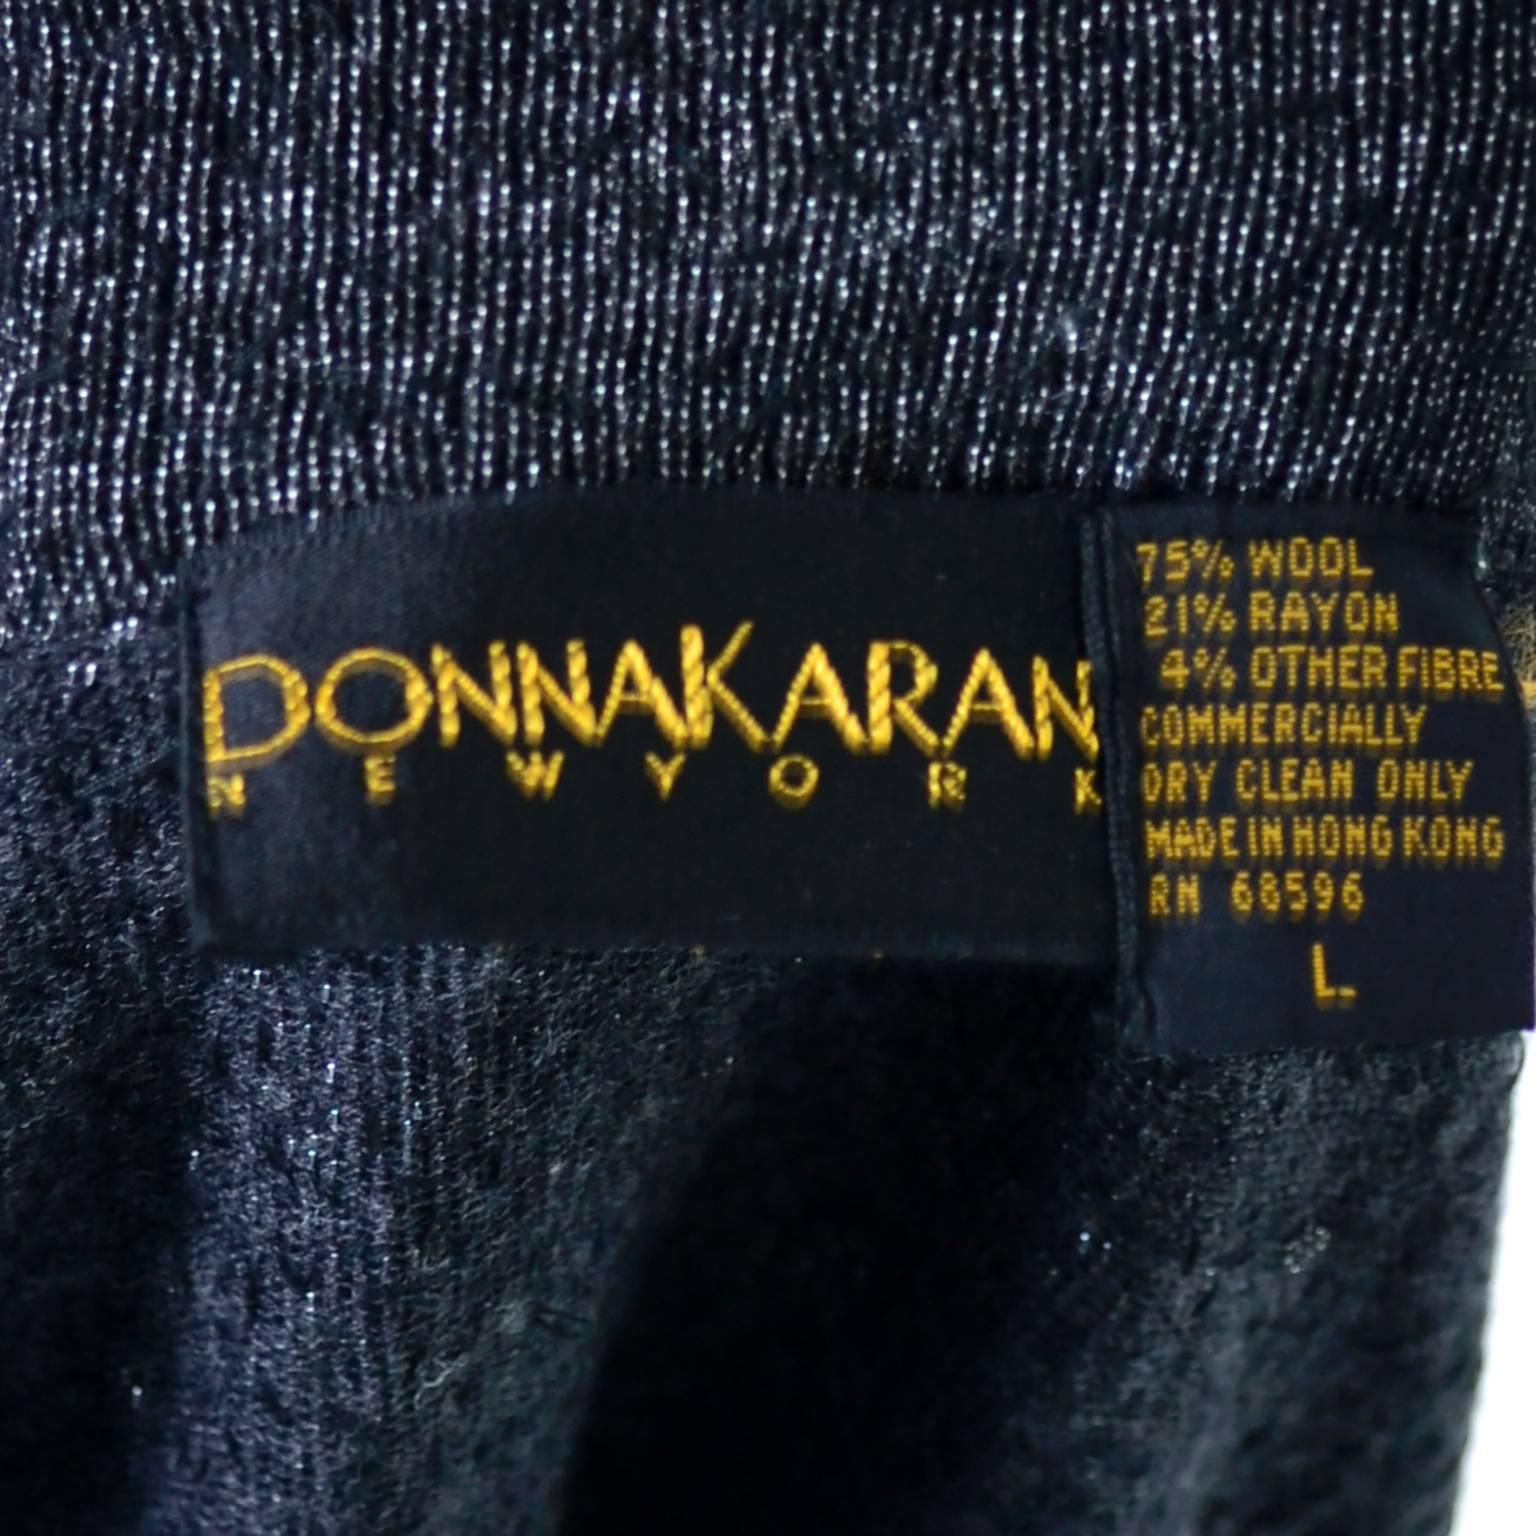 DONNAKARAN
NEW YORK
75% WOOL
21% RAYON
4% OTHER FIBRE
COMMERCIALLY
DRY CLEAN ONLY
MADE IN HONG KONG
RN 68596
L